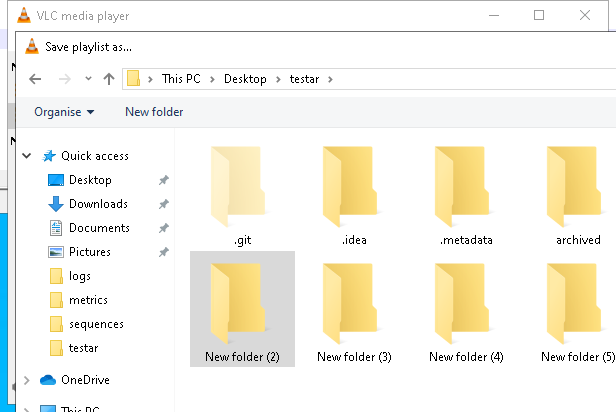 VLC media player
Save playlist as...
This PC > Desktop > testar >
Organise
New folder
Quick access
Desktop
Downloads
Documents
Pictures
logs
metrics
sequences
testar
OneDrive
This PC
.git
.idea
.metadata
archived
New folder (2)
New folder (3)
New folder (4)
New folder (5)